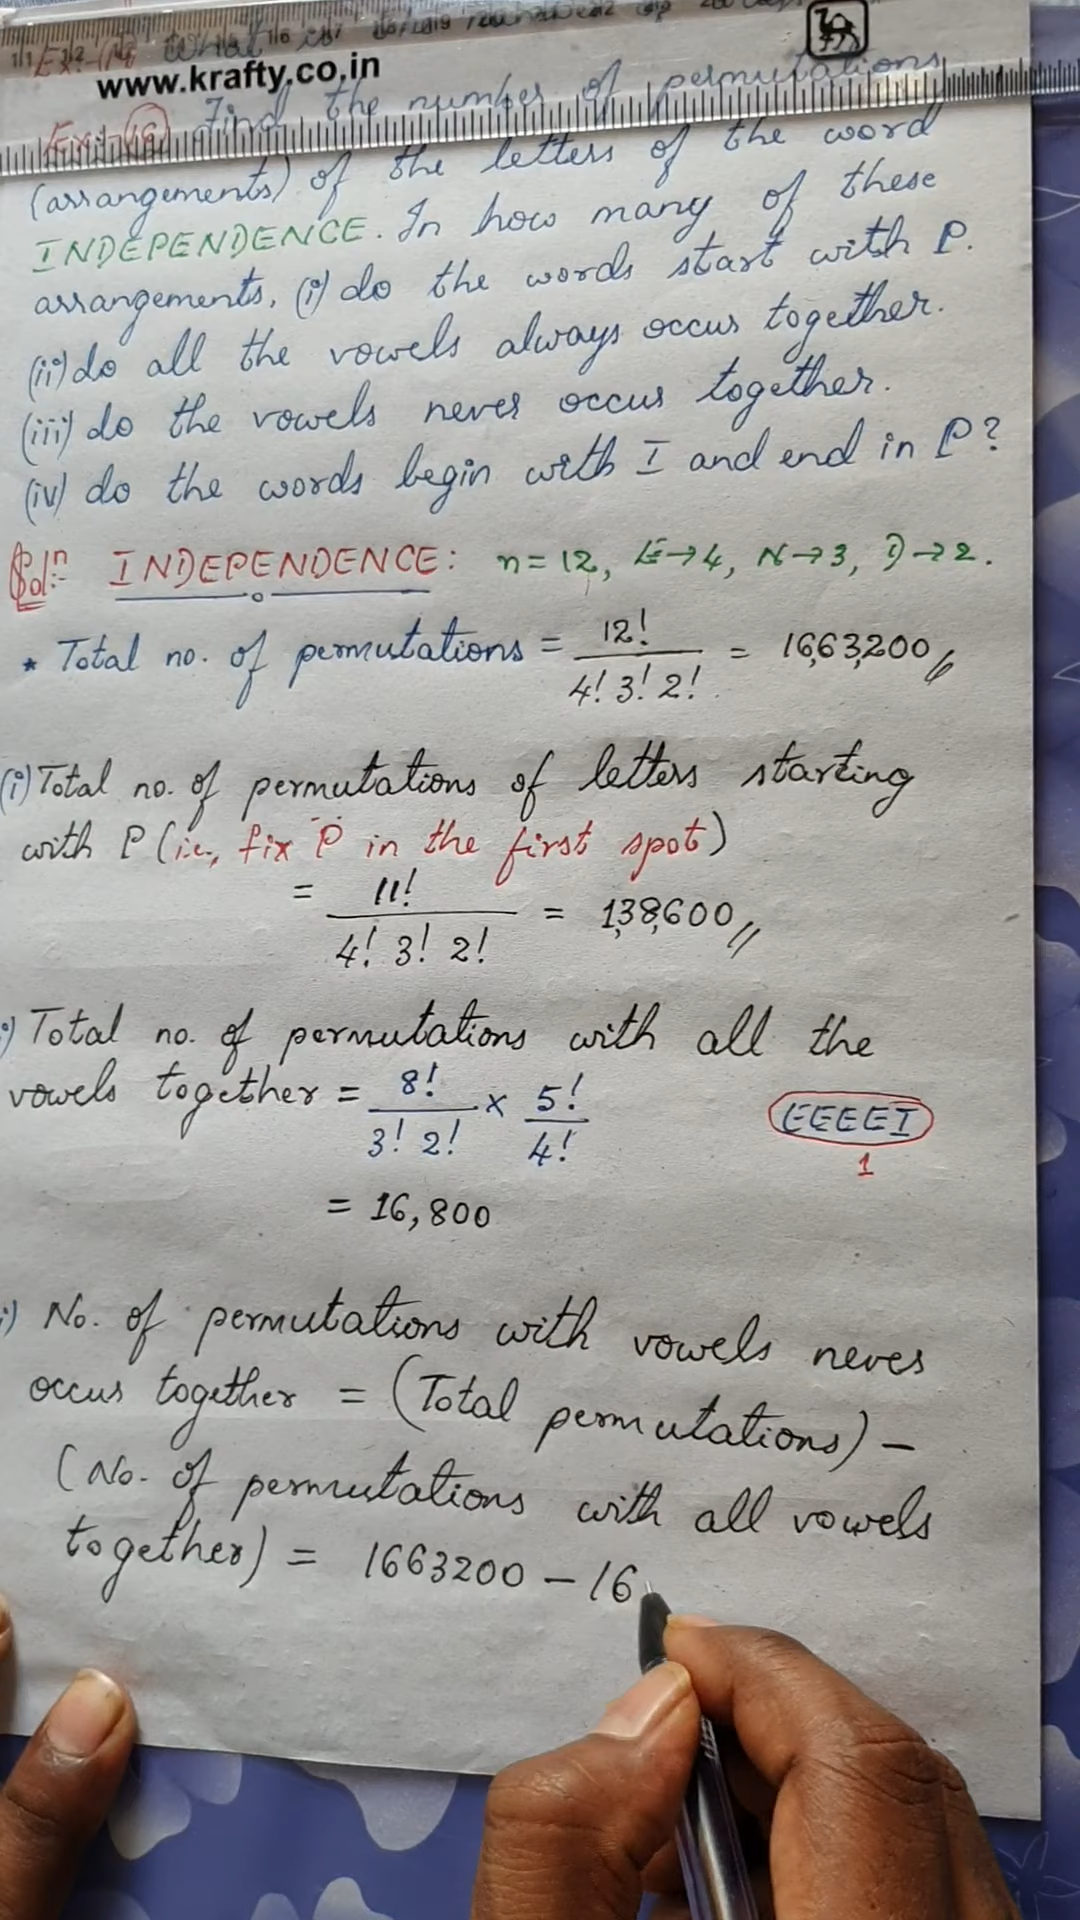 www.krafty.co.in
Ex:- 19 Find the number of permutations
(arrangements) of the letters of the word
INDEPENDENCE. In how many of these
arrangements, (i) do the words start with P.
(ii) do all the vowels always occur together.
(iii) do the vowels never occur together.
(iv) do the words begin with I and end in P?
Soln:- INDEPENDENCE: n=12, E→4, N→3, D→2.
* Total no. of permutations = 12! / 4! 3! 2! = 16,63,200 //
(i) Total no. of permutations of letters starting
with P (i.e., fix P in the first spot)
= 11! / 4! 3! 2! = 1,38,600 //
) Total no. of permutations with all the
vowels together = 8! / 3! 2! × 5! / 4!
EEEEI
1
= 16,800
) No. of permutations with vowels never
occur together = (Total permutations) –
(No. of permutations with all vowels
together) = 1663200 – 16